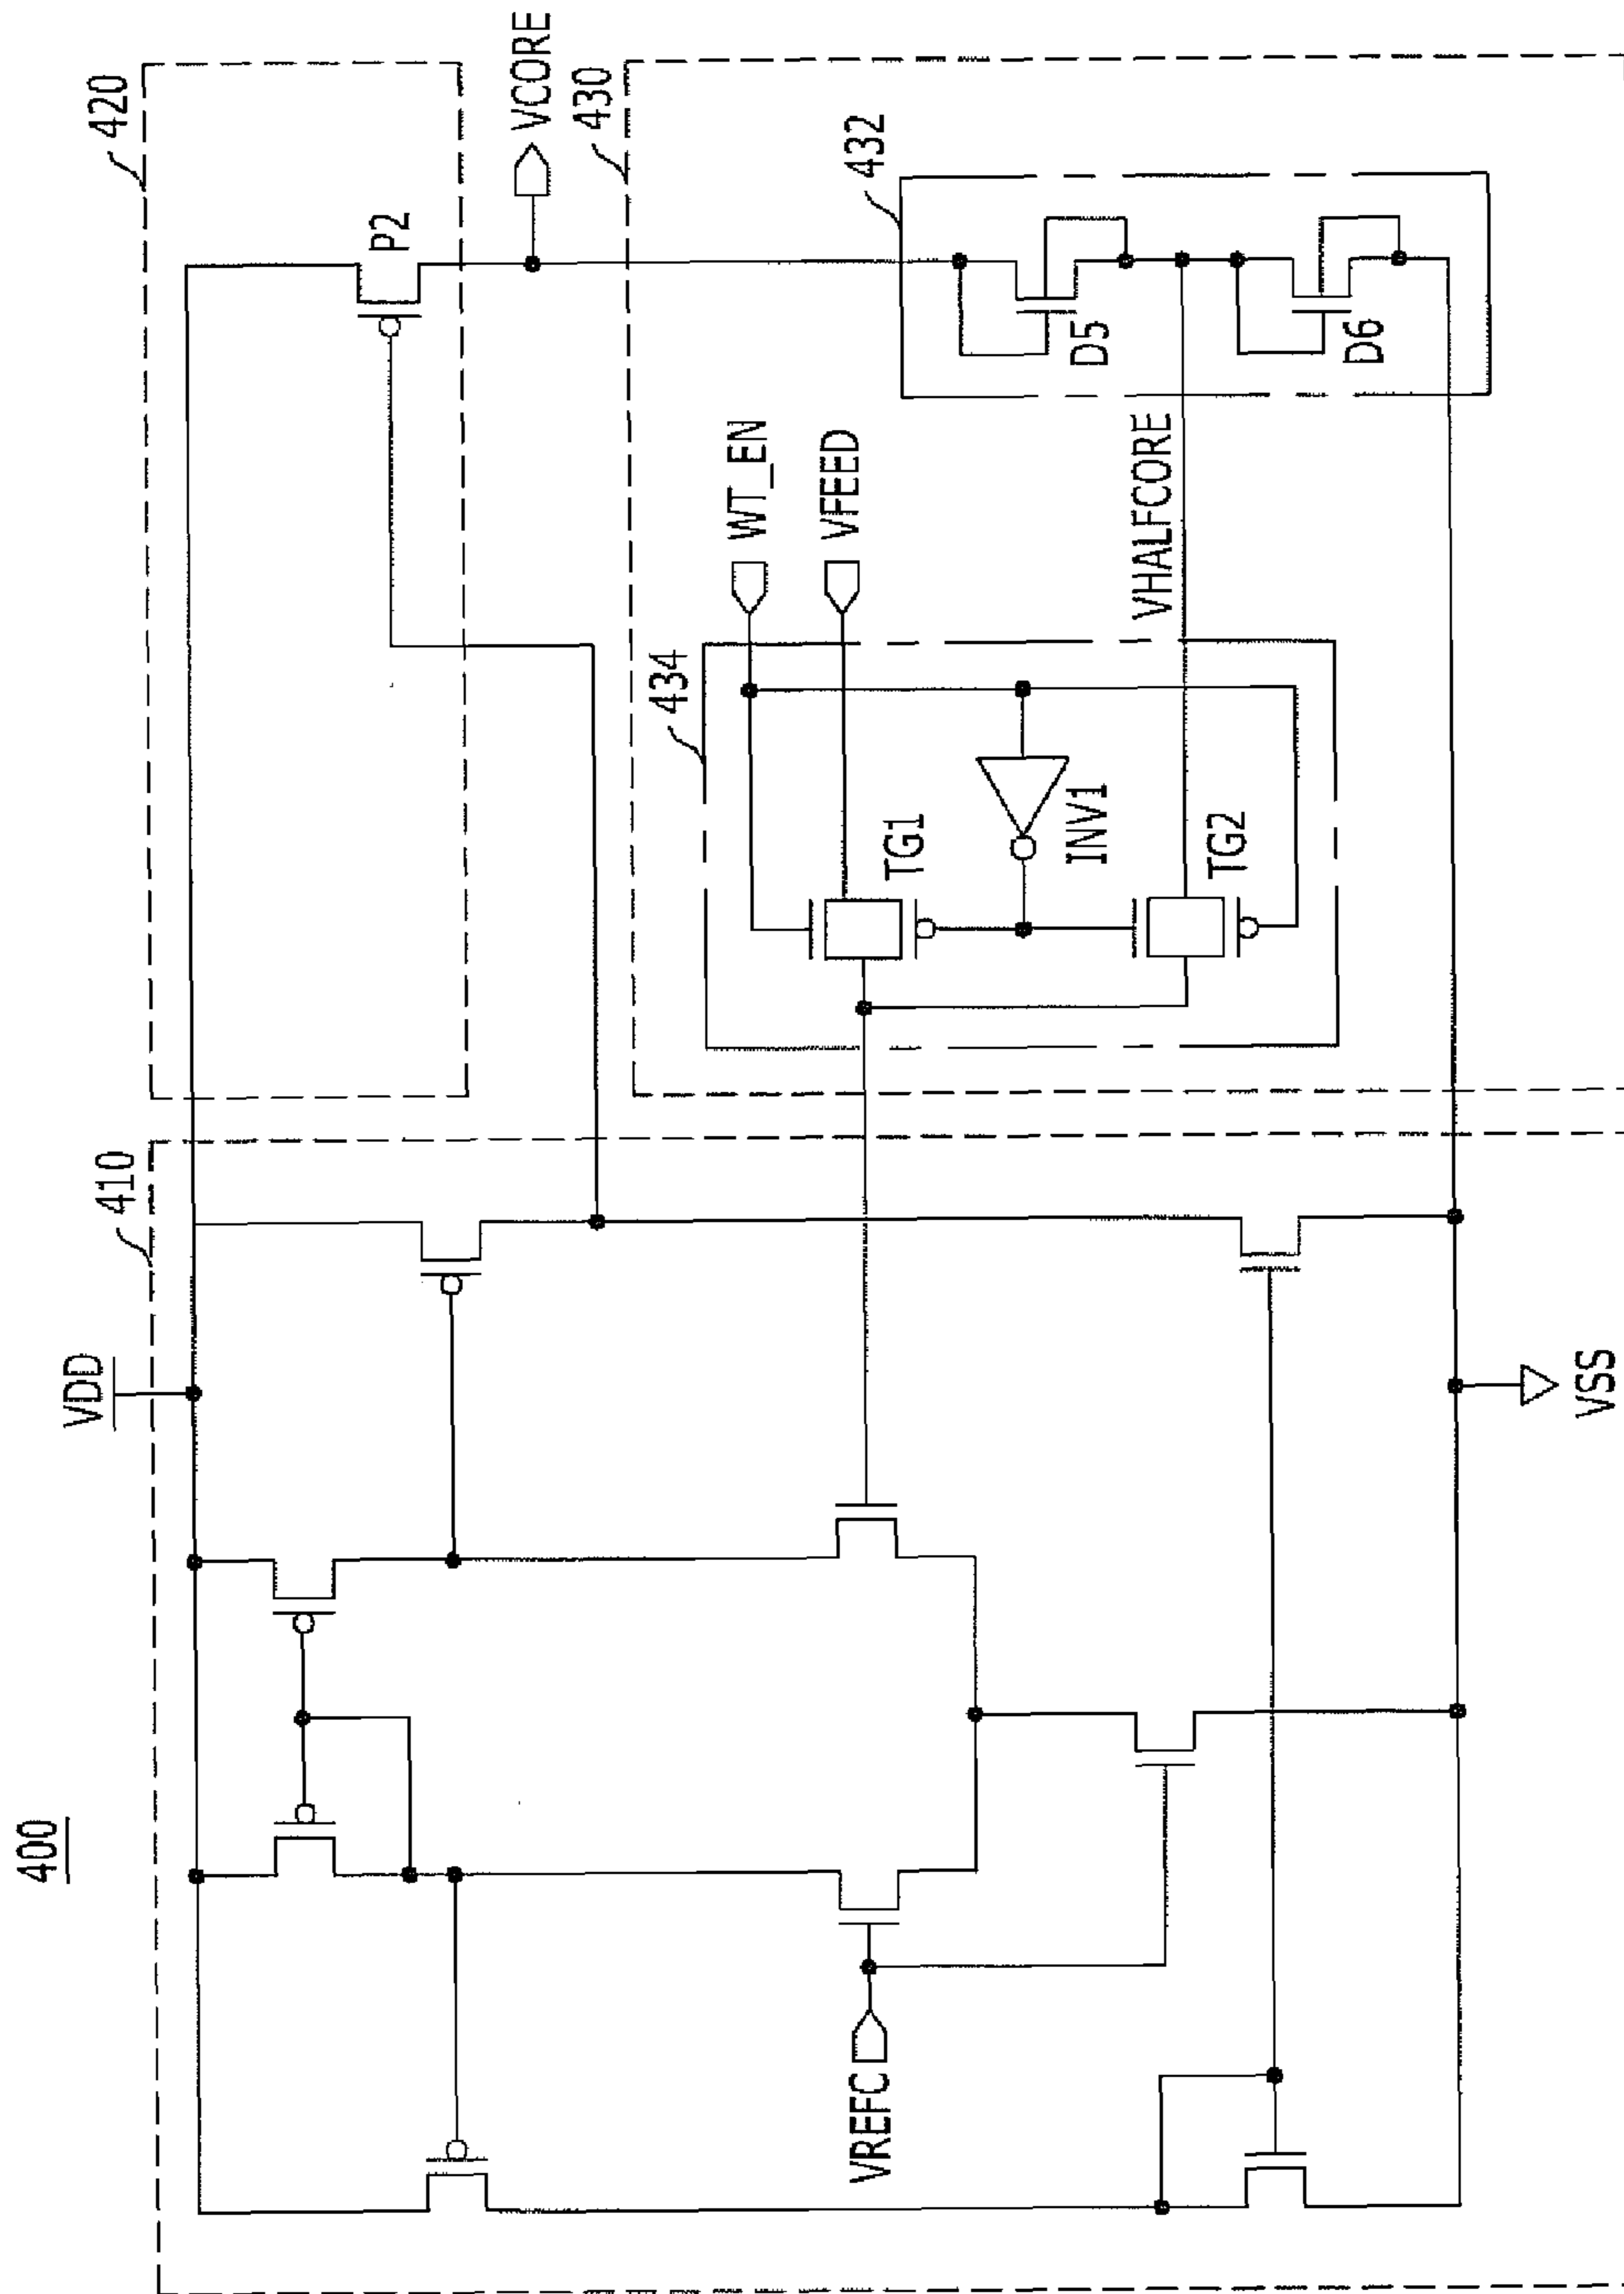 400
410
420
VDD
P2
VCORE
430
432
434
WT_EN
VFEED
D5
D6
VHALFCORE
TG1
INV1
TG2
VREFC
VSS